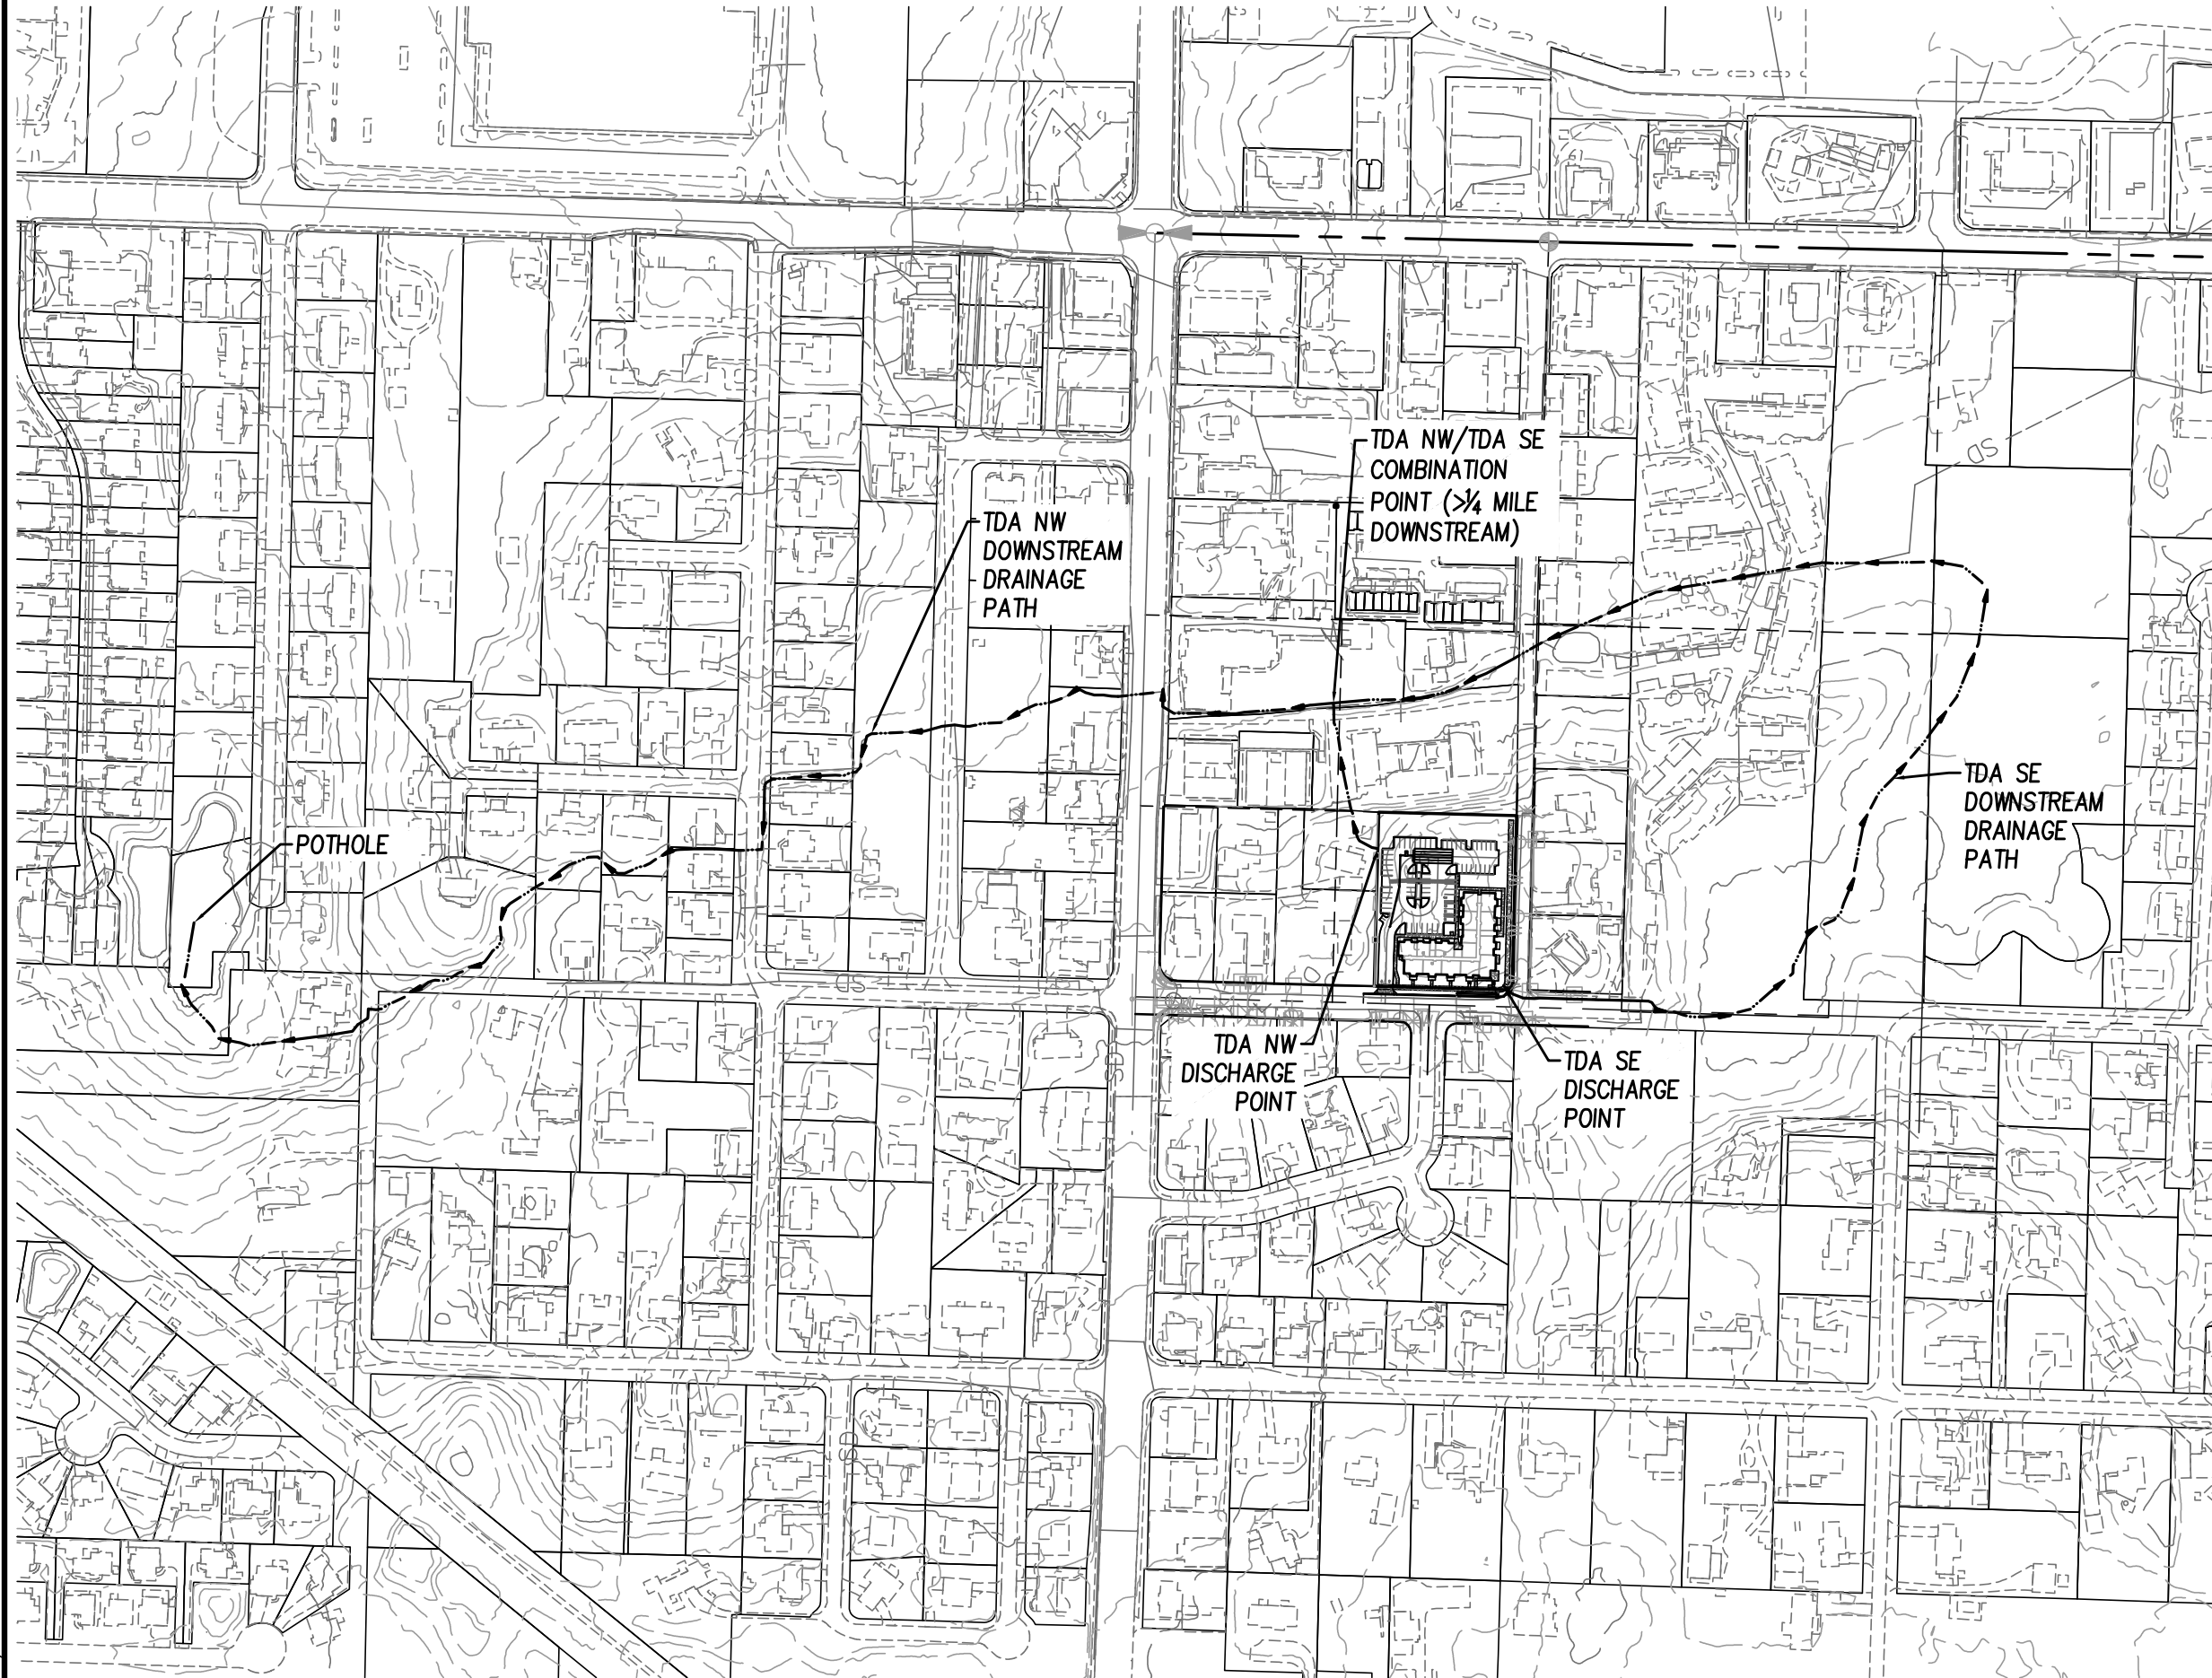 TDA NW/TDA SE
COMBINATION
POINT (>¼ MILE
DOWNSTREAM)
SD
TDA NW
DOWNSTREAM
DRAINAGE
PATH
TDA SE
DOWNSTREAM
DRAINAGE
PATH
POTHOLE
SD
TDA NW
DISCHARGE
POINT
TDA SE
DISCHARGE
POINT
SD
SD